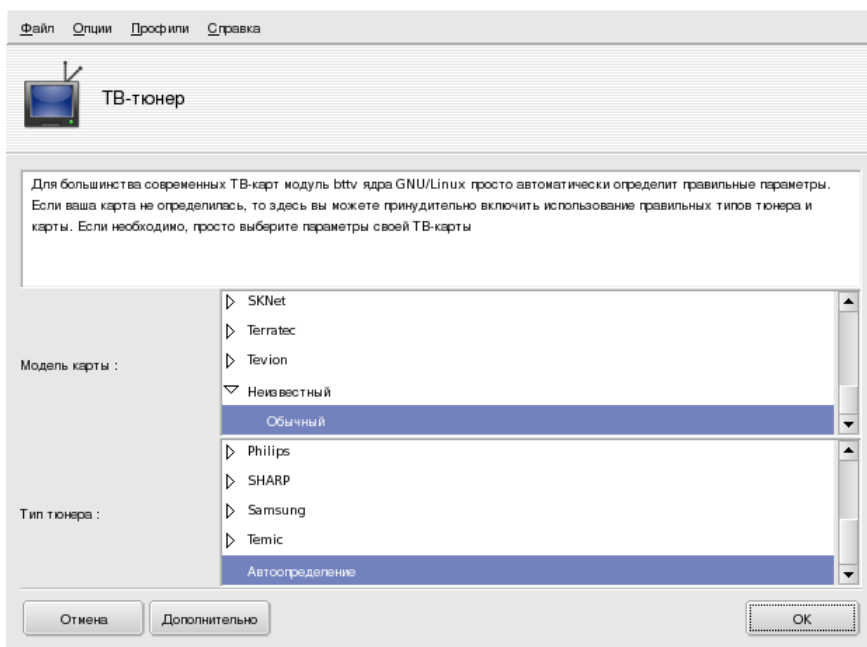 Файл Опции Профили Справка
ТВ-тюнер
Для большинства современных ТВ-карт модуль bttv ядра GNU/Linux просто автоматически определит правильные параметры.
Если ваша карта не определилась, то здесь вы можете принудительно включить использование правильных типов тюнера и
карты. Если необходимо, просто выберите параметры своей ТВ-карты
Модель карты :
SKNet
Terratec
Tevion
Неизвестный
Обычный
Тип тюнера :
Philips
SHARP
Samsung
Temic
Автоопределение
Отмена Дополнительно OK